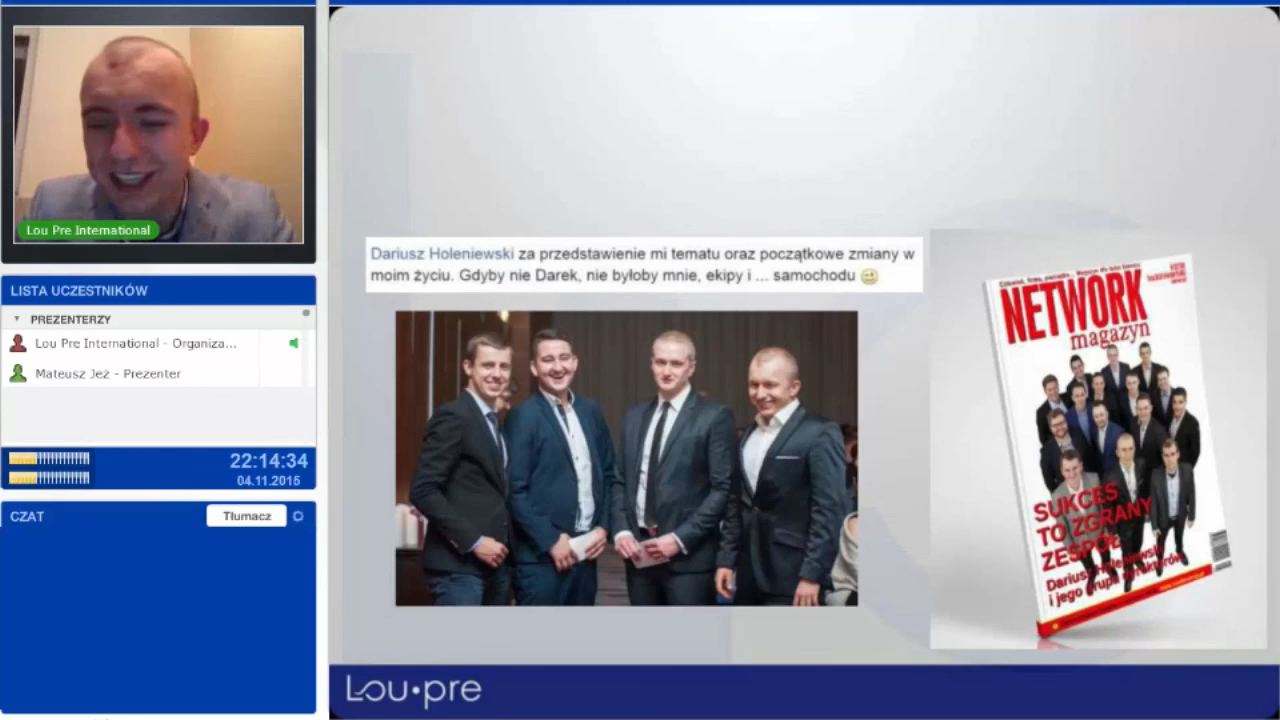 Lou Pre International
LISTA UCZESTNIKÓW
PREZENTERZY
Lou Pre International - Organiza...
Mateusz Jeż - Prezenter
22:14:34
04.11.2015
CZAT
Tłumacz
Dariusz Holeniewski za przedstawienie mi tematu oraz początkowe zmiany w
moim życiu. Gdyby nie Darek, nie byłoby mnie, ekipy i ... samochodu
NETWORK
magazyn
SUKCES
TO ZGRANY
ZESPÓŁ
Dariusz Holeniewski
i jego grupa
Lou•pre